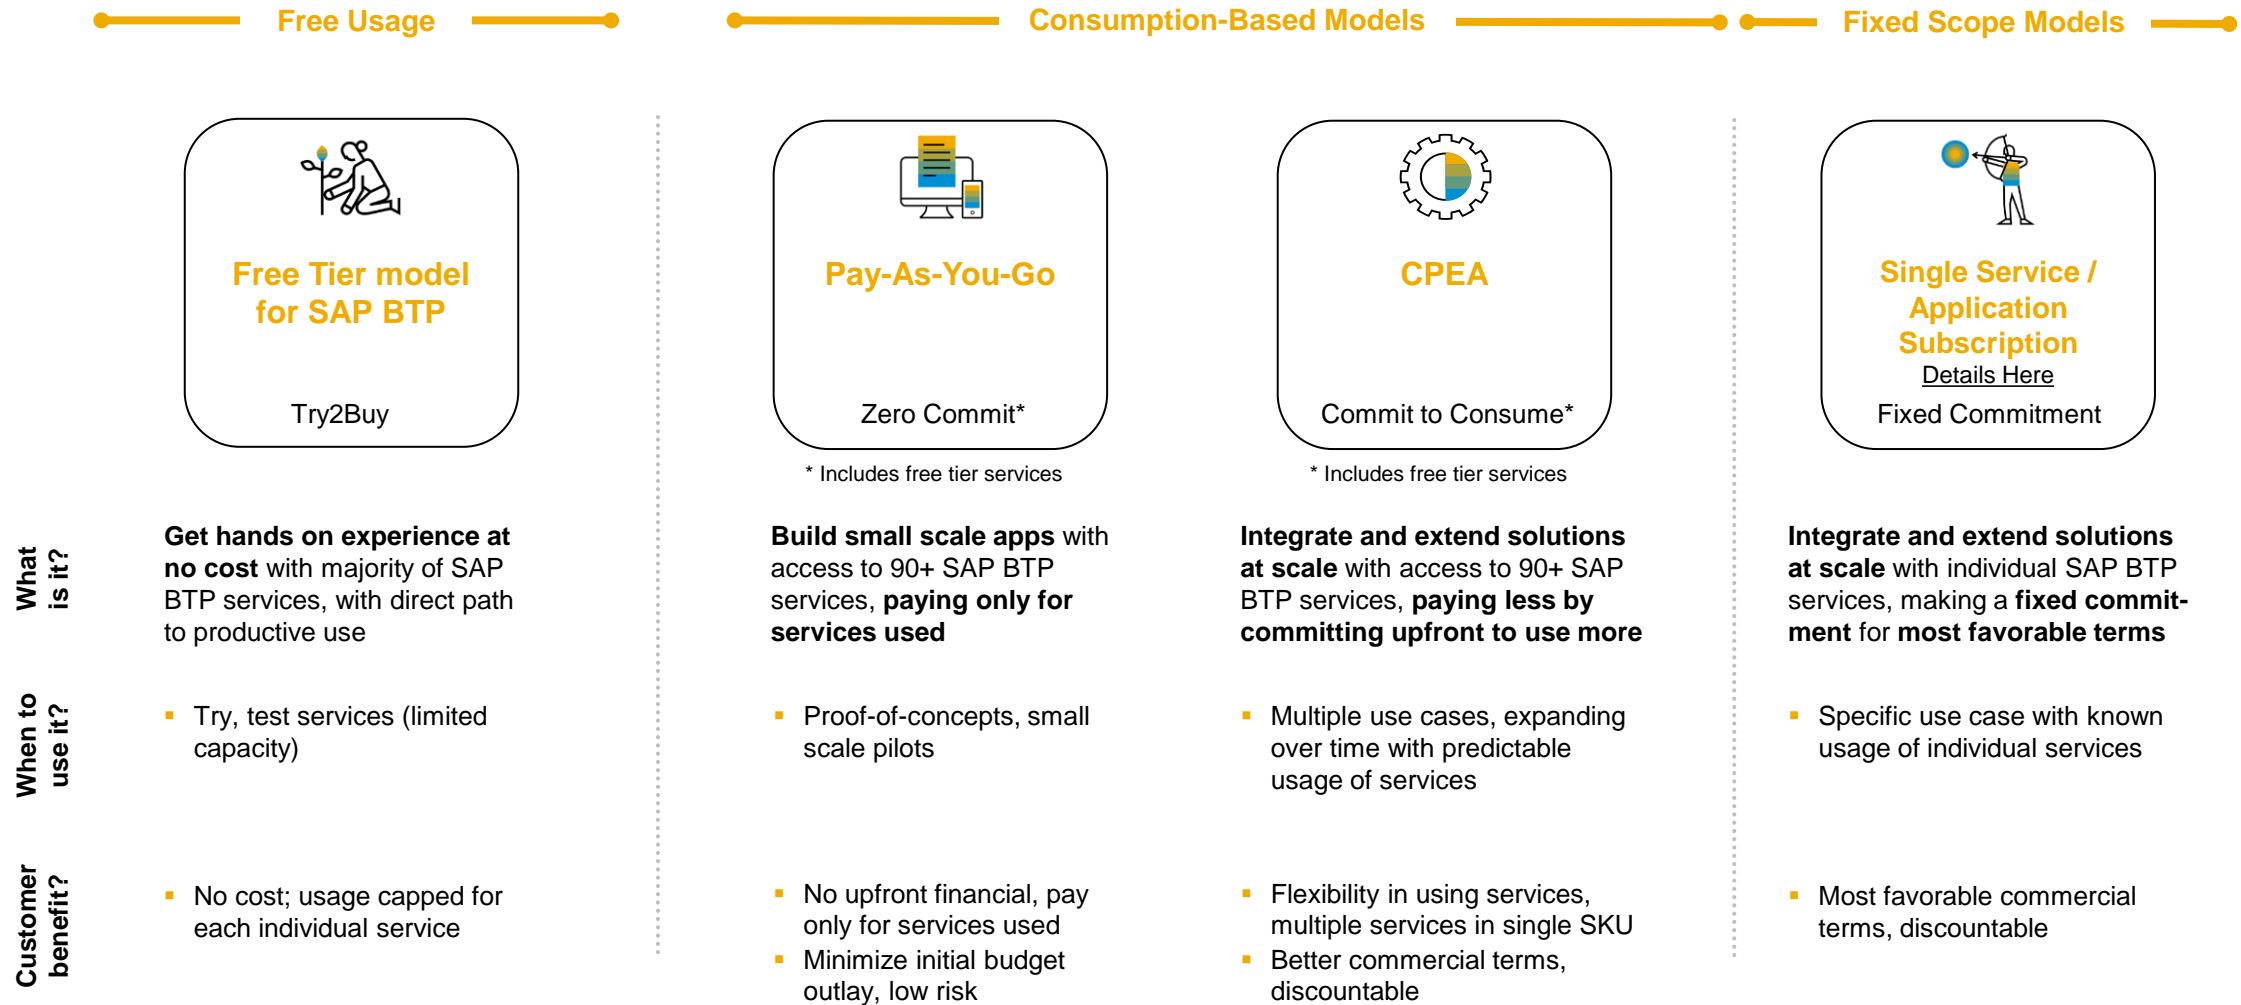 Free Usage
Consumption-Based Models
Fixed Scope Models
Free Tier model
for SAP BTP
Try2Buy
Pay-As-You-Go
Zero Commit*
* Includes free tier services
CPEA
Commit to Consume*
* Includes free tier services
Single Service /
Application
Subscription
Details Here
Fixed Commitment
What
is it?
Get hands on experience at
no cost with majority of SAP
BTP services, with direct path
to productive use
Build small scale apps with
access to 90+ SAP BTP
services, paying only for
services used
Integrate and extend solutions
at scale with access to 90+ SAP
BTP services, paying less by
committing upfront to use more
Integrate and extend solutions
at scale with individual SAP BTP
services, making a fixed commit-
ment for most favorable terms
When to
use it?
▪ Try, test services (limited
capacity)
▪ Proof-of-concepts, small
scale pilots
▪ Multiple use cases, expanding
over time with predictable
usage of services
▪ Specific use case with known
usage of individual services
Customer
benefit?
▪ No cost; usage capped for
each individual service
▪ No upfront financial, pay
only for services used
▪ Minimize initial budget
outlay, low risk
▪ Flexibility in using services,
multiple services in single SKU
▪ Better commercial terms,
discountable
▪ Most favorable commercial
terms, discountable